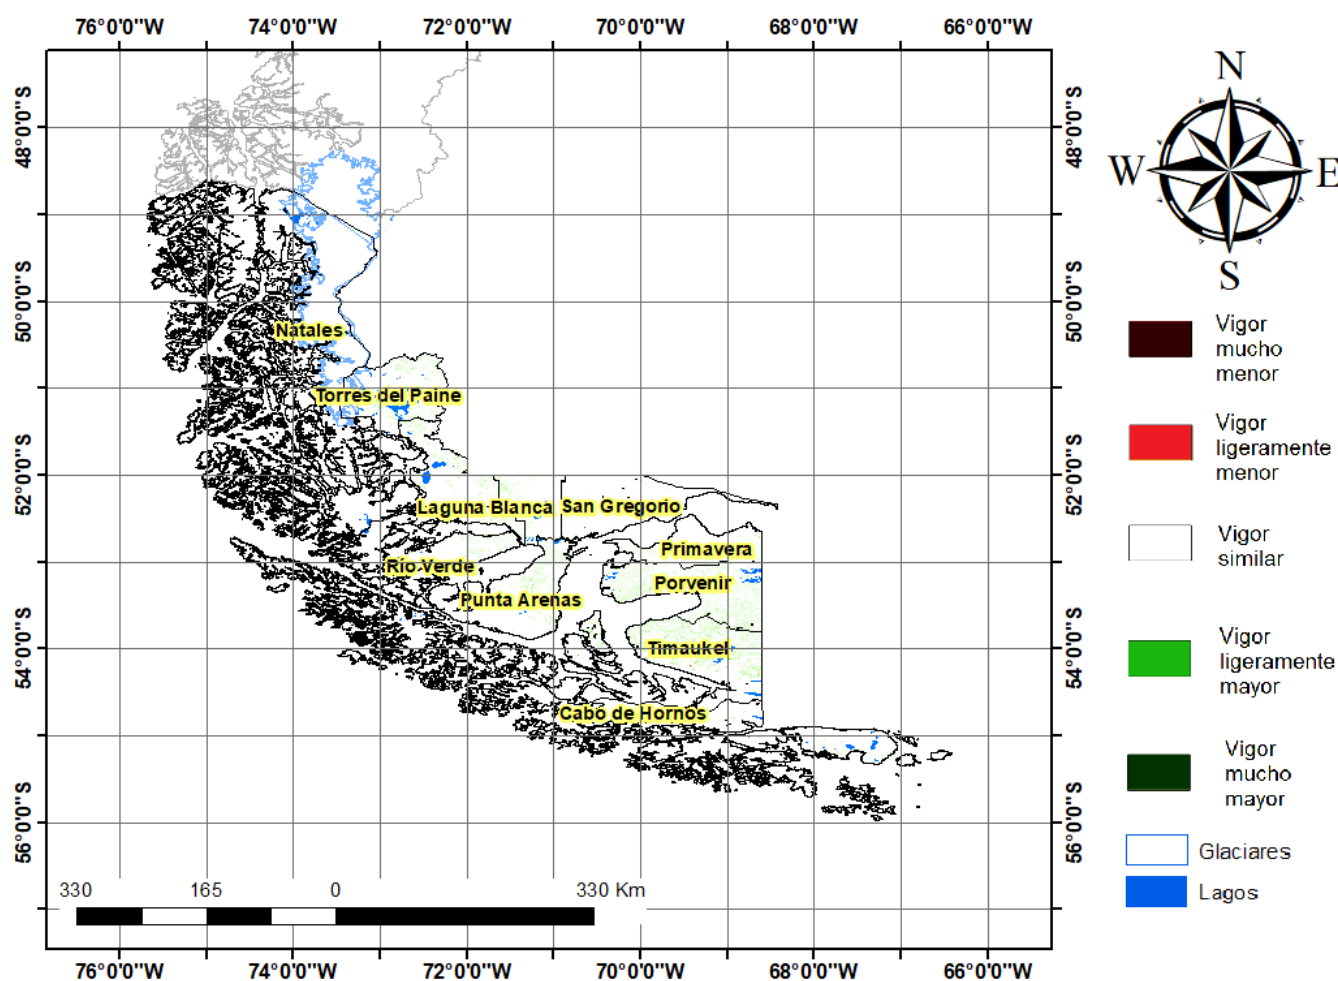 76°0'0"W 74°0'0"W 72°0'0"W 70°0'0"W 68°0'0"W 66°0'0"W
N
W E
S
48°0'0"S 48°0'0"S
50°0'0"S 50°0'0"S
52°0'0"S 52°0'0"S
54°0'0"S 54°0'0"S
56°0'0"S 56°0'0"S
Natales
Torres del Paine
Laguna Blanca San Gregorio
Primavera
Río Verde
Porvenir
Punta Arenas
Timaukel
Cabo de Hornos
Vigor
mucho
menor
Vigor
ligeramente
menor
Vigor
similar
Vigor
ligeramente
mayor
Vigor
mucho
mayor
Glaciares
Lagos
330 165 0 330 Km
76°0'0"W 74°0'0"W 72°0'0"W 70°0'0"W 68°0'0"W 66°0'0"W